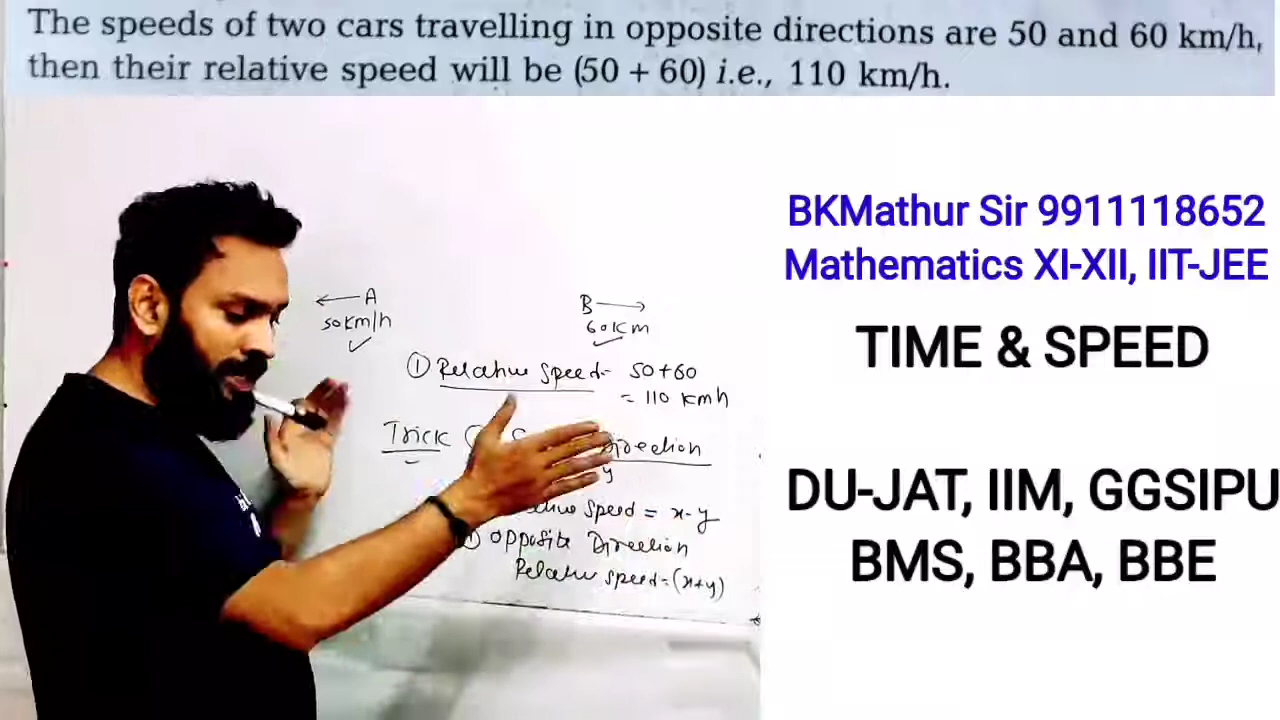 The speeds of two cars travelling in opposite directions are 50 and 60 km/h,
then their relative speed will be (50 + 60) i.e., 110 km/h.
BKMathur Sir 9911118652
Mathematics XI-XII, IIT-JEE
TIME & SPEED
DU-JAT, IIM, GGSIPU
BMS, BBA, BBE
← A
50km/h
B →
60km
① Relative speed = 50+60
= 110 kmh
Trick
Direction
y
speed = x-y
Opposite Direction
Relative speed = (x+y)